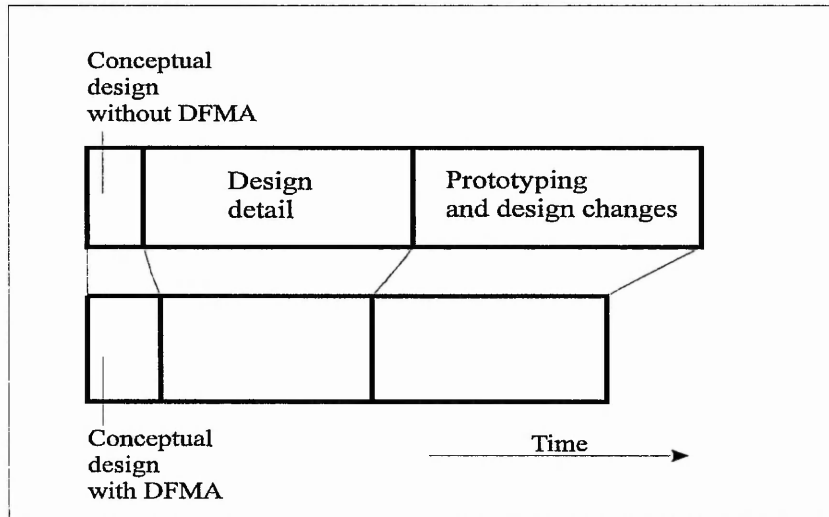 Conceptual
design
without DFMA
Design
detail
Prototyping
and design changes
Conceptual
design
with DFMA
Time